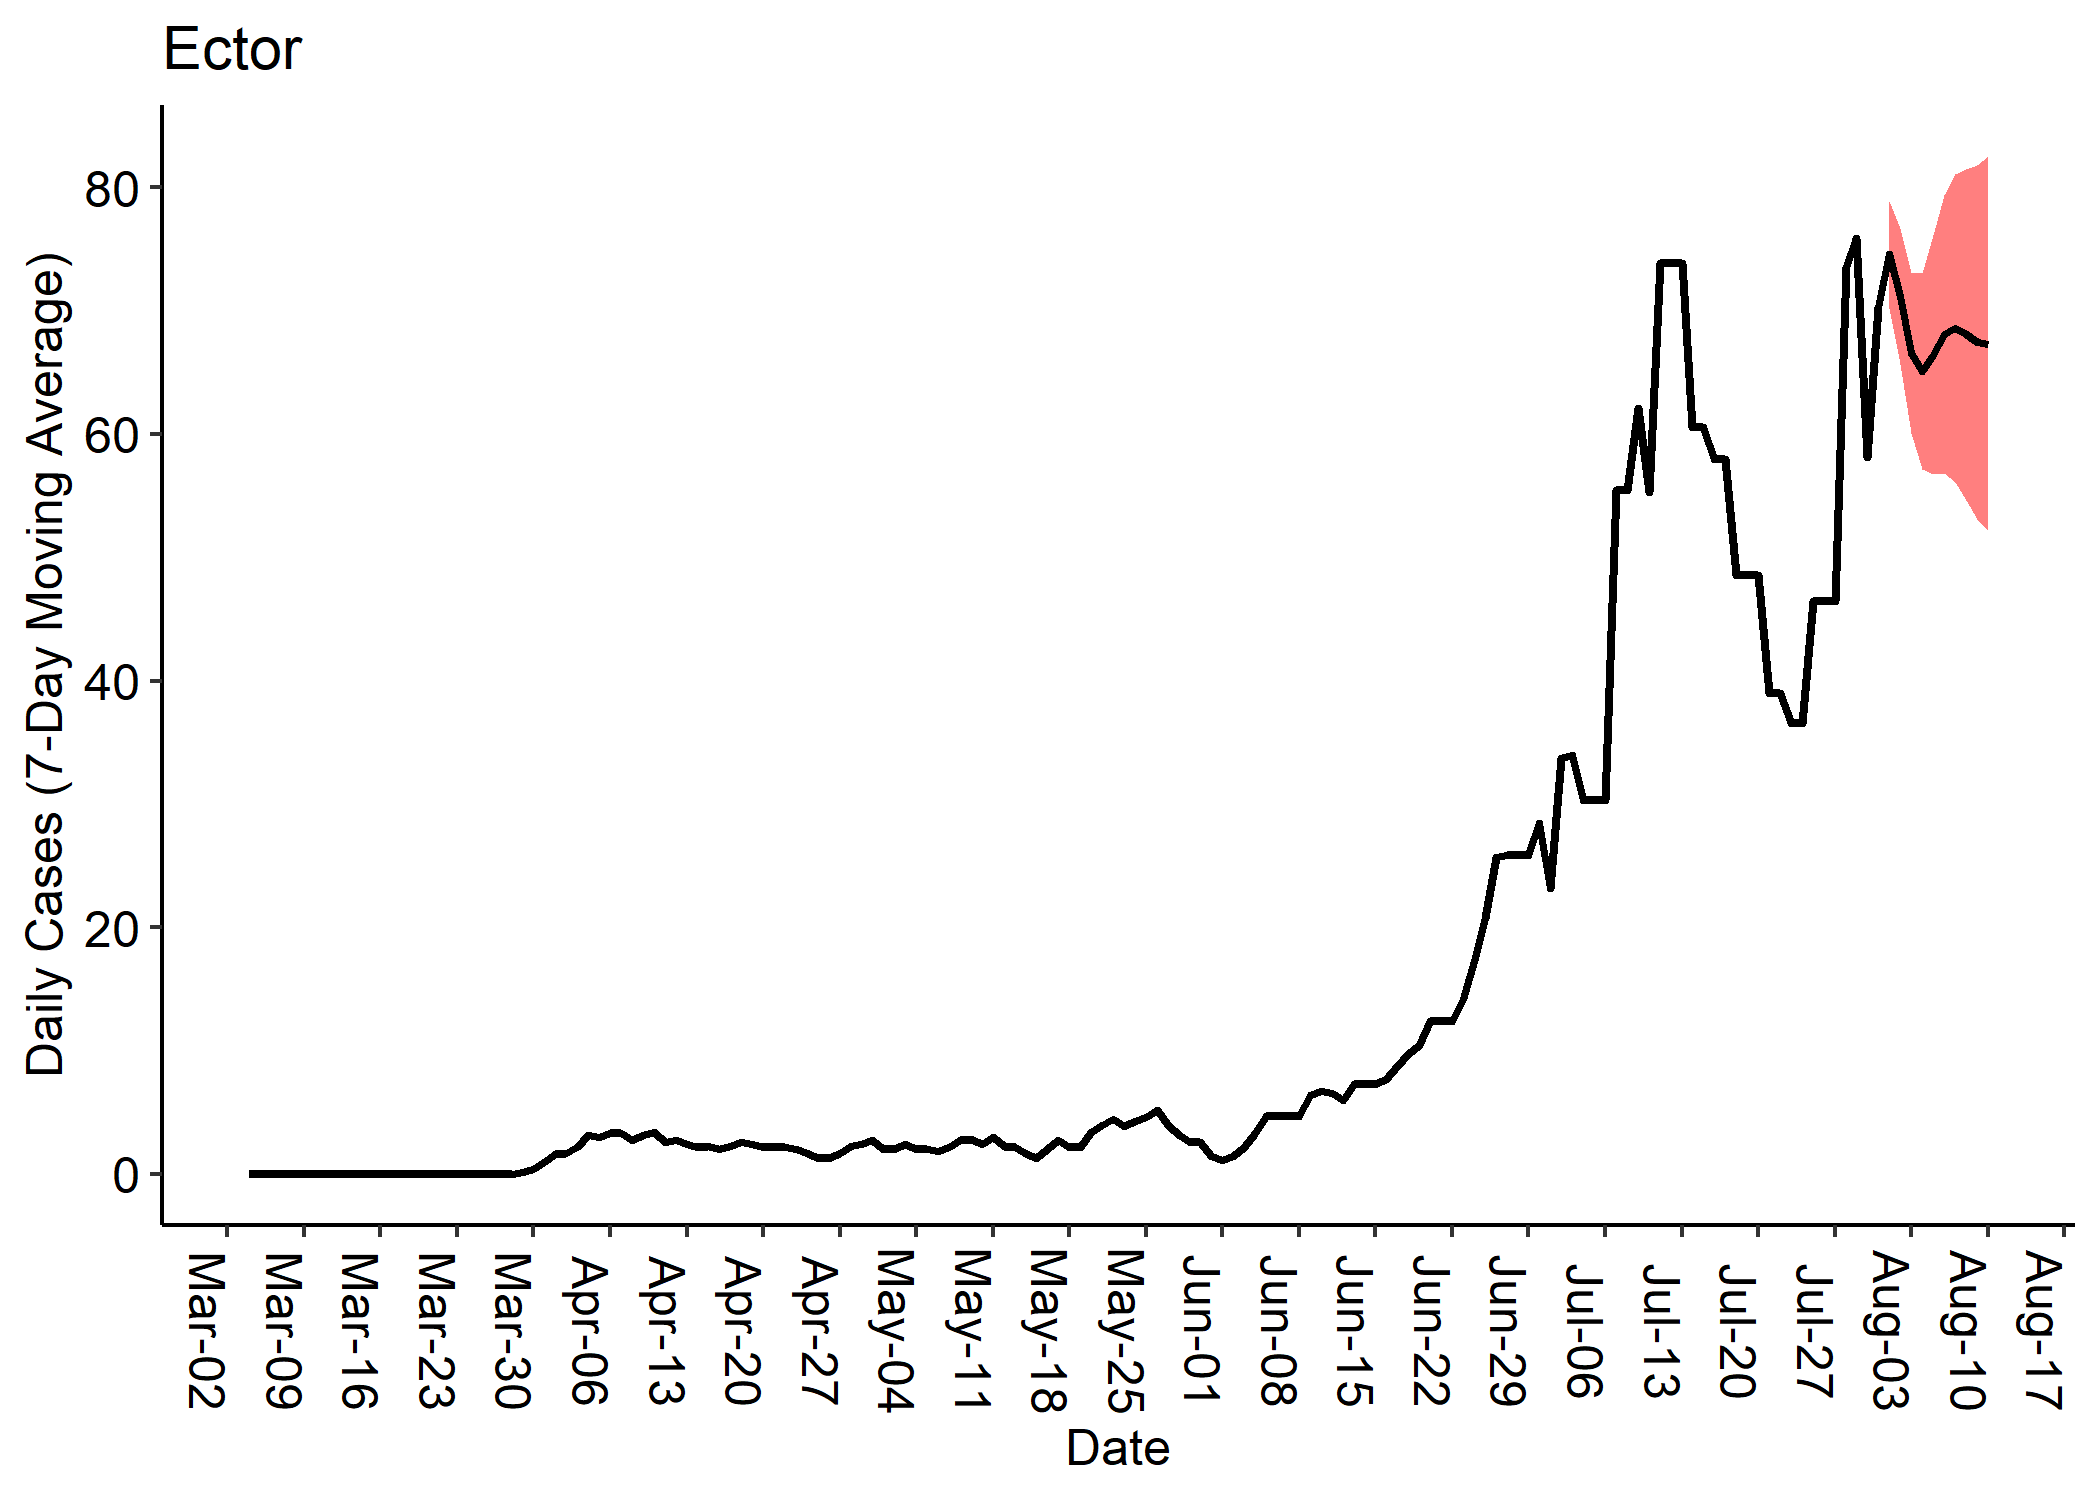 Ector
Daily Cases (7-Day Moving Average)
80
60
40
20
0
Mar-02
Mar-09
Mar-16
Mar-23
Mar-30
Apr-06
Apr-13
Apr-20
Apr-27
May-04
May-11
May-18
May-25
Jun-01
Jun-08
Jun-15
Jun-22
Jun-29
Jul-06
Jul-13
Jul-20
Jul-27
Aug-03
Aug-10
Aug-17
Date